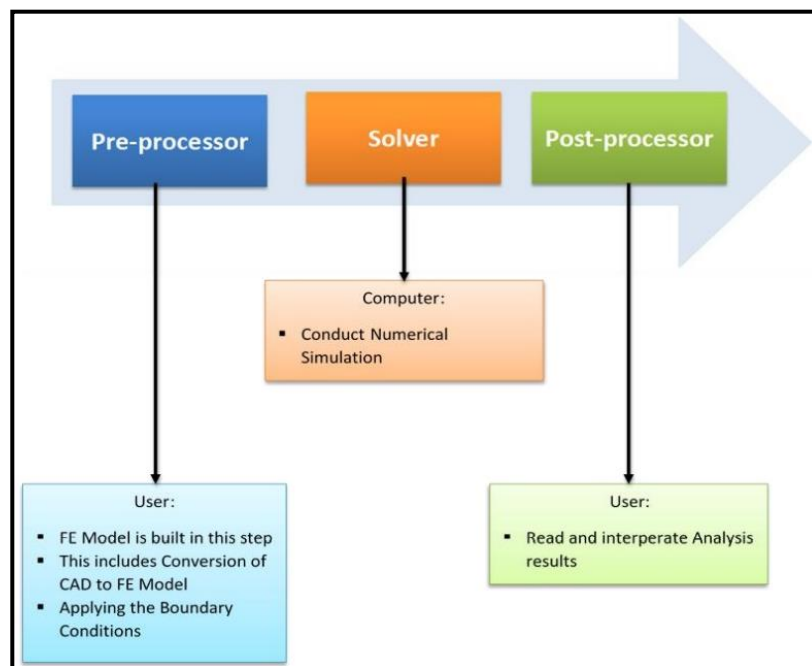 Pre-processor
Solver
Post-processor
Computer:
▪ Conduct Numerical
Simulation
User:
▪ FE Model is built in this step
▪ This includes Conversion of
CAD to FE Model
▪ Applying the Boundary
Conditions
User:
▪ Read and interperate Analysis
results